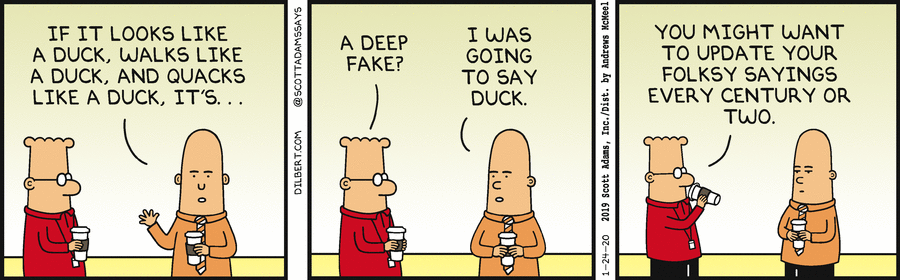 IF IT LOOKS LIKE
A DUCK, WALKS LIKE
A DUCK, AND QUACKS
LIKE A DUCK, IT'S...
DILBERT.COM @SCOTTADAMSSAYS
A DEEP
FAKE?
I WAS
GOING
TO SAY
DUCK.
1-24-20 2019 Scott Adams, Inc./Dist. by Andrews McMeel
YOU MIGHT WANT
TO UPDATE YOUR
FOLKSY SAYINGS
EVERY CENTURY OR
TWO.